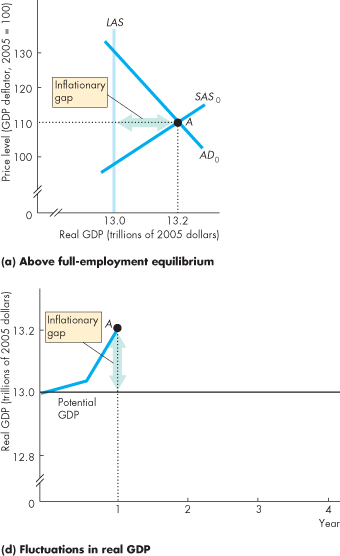 Price level (GDP deflator, 2005 = 100)
LAS
130
120
110
100
0
Inflationary
gap
SAS 0
A
AD0
13.0
13.2
Real GDP (trillions of 2005 dollars)
(a) Above full-employment equilibrium
Real GDP (trillions of 2005 dollars)
13.2
13.0
12.8
0
Inflationary
gap
A
Potential
GDP
1
2
3
4
Year
(d) Fluctuations in real GDP